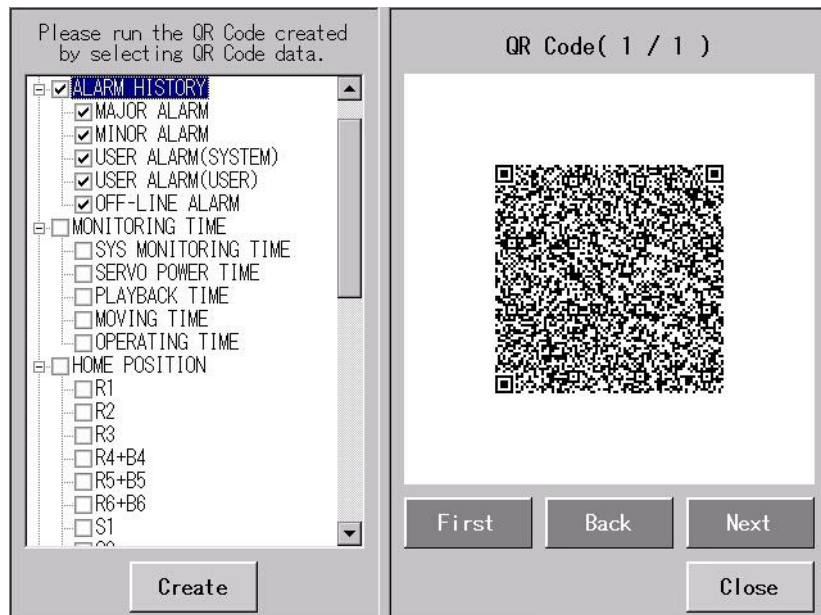 Please run the QR Code created
by selecting QR Code data.
ALARM HISTORY
MAJOR ALARM
MINOR ALARM
USER ALARM(SYSTEM)
USER ALARM(USER)
OFF-LINE ALARM
MONITORING TIME
SYS MONITORING TIME
SERVO POWER TIME
PLAYBACK TIME
MOVING TIME
OPERATING TIME
HOME POSITION
R1
R2
R3
R4+B4
R5+B5
R6+B6
S1
Create
QR Code( 1 / 1 )
First
Back
Next
Close